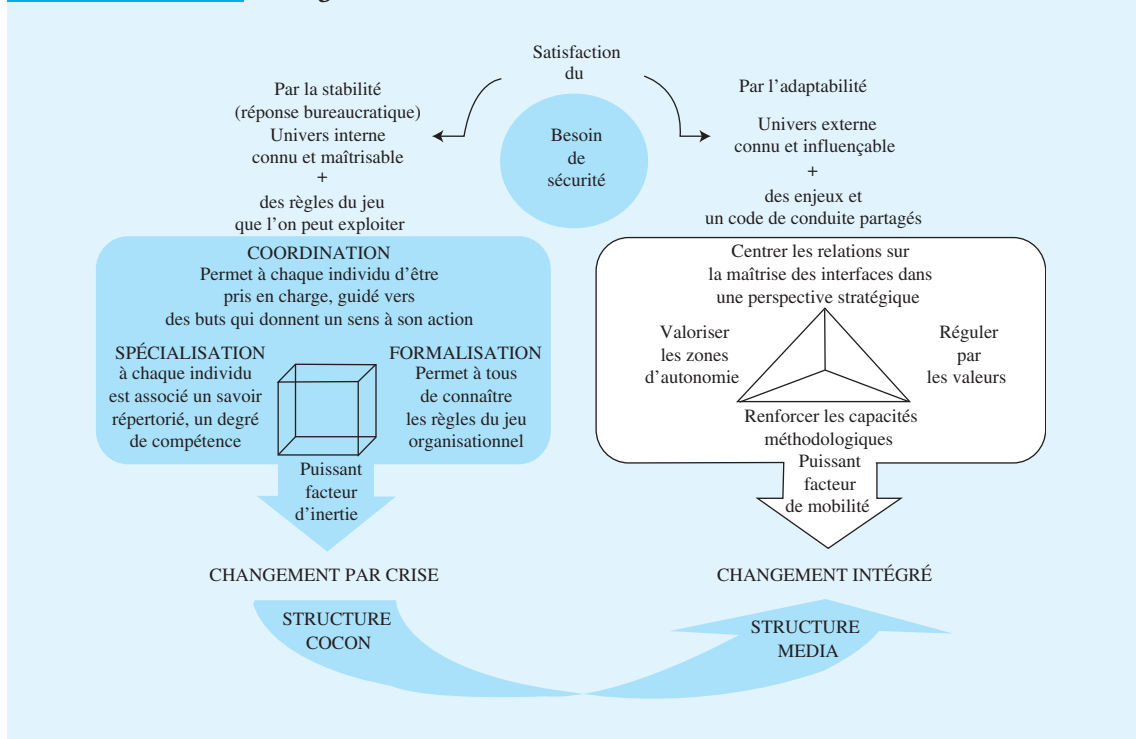 Satisfaction
du
Besoin
de
sécurité
Par la stabilité
(réponse bureaucratique)
Univers interne
connu et maîtrisable
+
des règles du jeu
que l’on peut exploiter
COORDINATION
Permet à chaque individu d’être
pris en charge, guidé vers
des buts qui donnent un sens à son action
SPÉCIALISATION
à chaque individu
est associé un savoir
répertorié, un degré
de compétence
FORMALISATION
Permet à tous
de connaître
les règles du jeu
organisationnel
Puissant
facteur
d’inertie
CHANGEMENT PAR CRISE
STRUCTURE
COCON
Par l’adaptabilité
Univers externe
connu et influençable
+
des enjeux et
un code de conduite partagés
Centrer les relations sur
la maîtrise des interfaces dans
une perspective stratégique
Valoriser
les zones
d’autonomie
Réguler
par
les valeurs
Renforcer les capacités
méthodologiques
Puissant
facteur
de mobilité
CHANGEMENT INTÉGRÉ
STRUCTURE
MEDIA